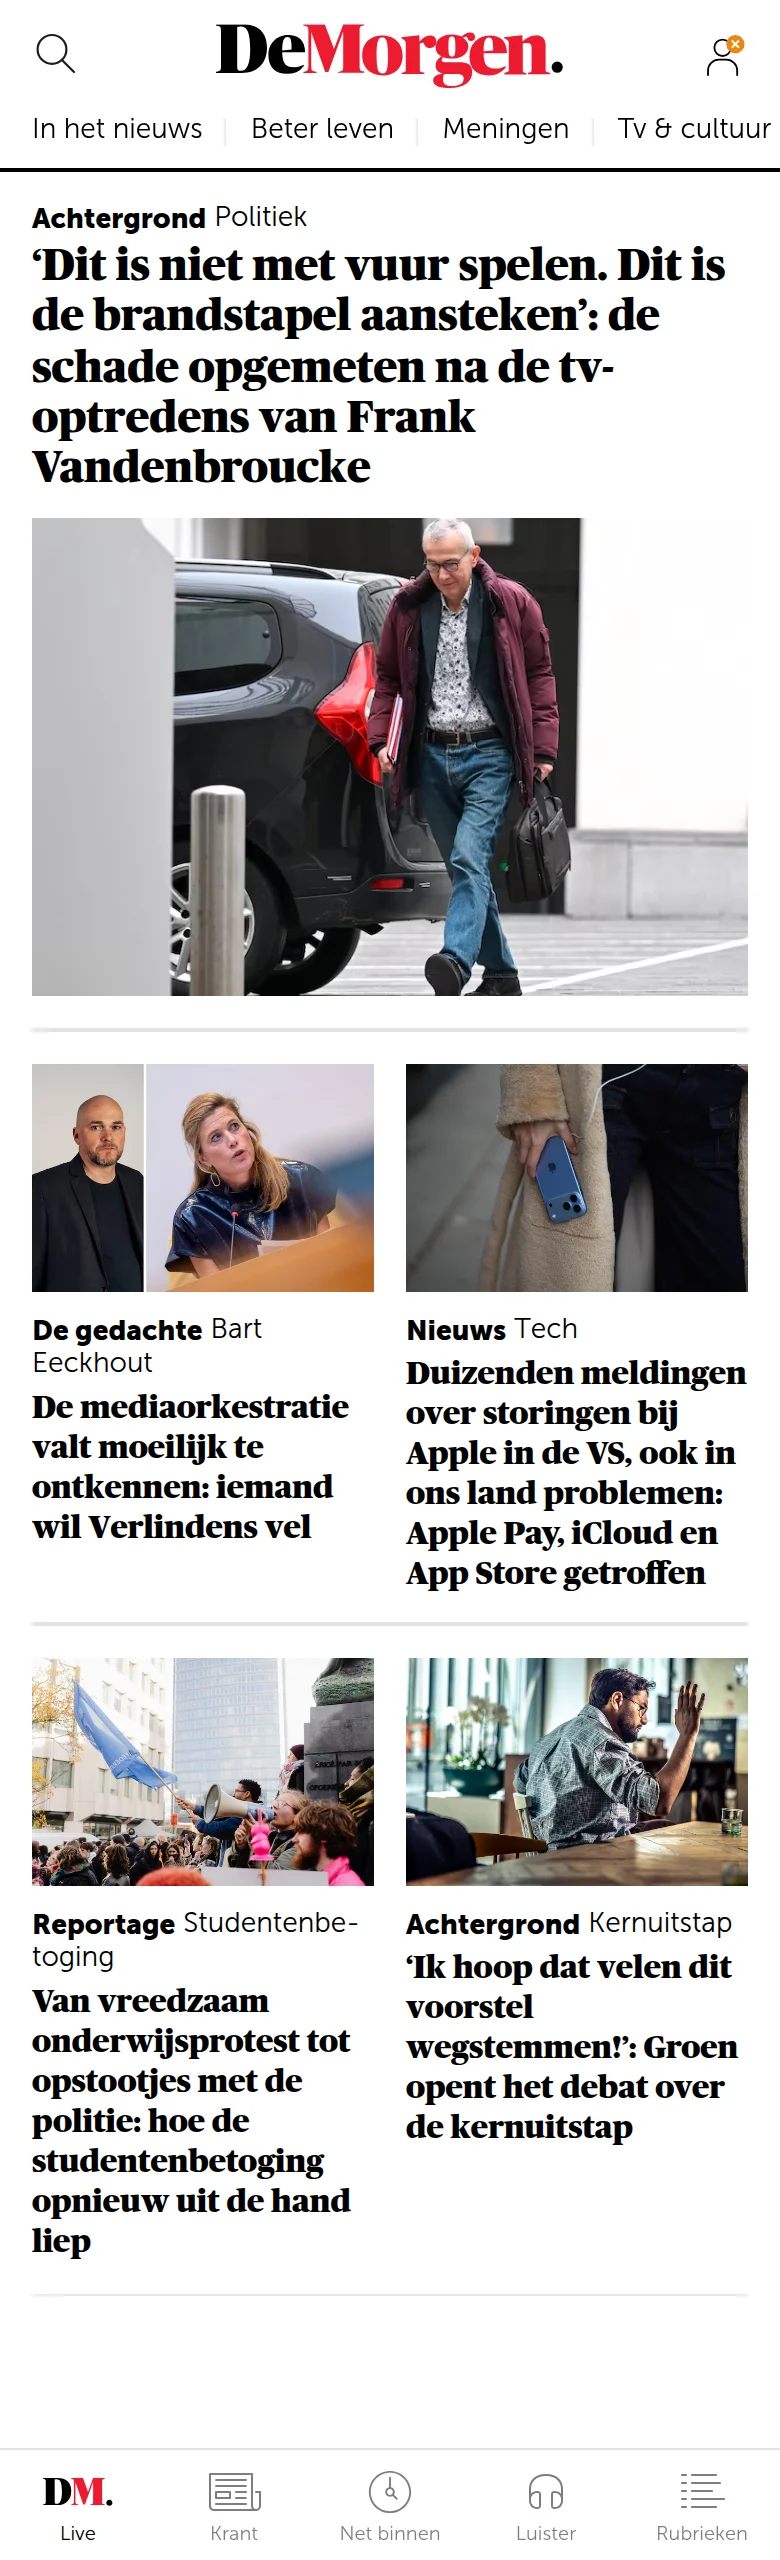 DeMorgen.
In het nieuws
Beter leven
Meningen
Tv & cultuur
Achtergrond Politiek
‘Dit is niet met vuur spelen. Dit is
de brandstapel aansteken’: de
schade opgemeten na de tv-
optredens van Frank
Vandenbroucke
De gedachte Bart
Eeckhout
De mediaorkestratie
valt moeilijk te
ontkennen: iemand
wil Verlindens vel
Nieuws Tech
Duizenden meldingen
over storingen bij
Apple in de VS, ook in
ons land problemen:
Apple Pay, iCloud en
App Store getroffen
Reportage Studentenbe-
toging
Van vreedzaam
onderwijsprotest tot
opstootjes met de
politie: hoe de
studentenbetoging
opnieuw uit de hand
liep
Achtergrond Kernuitstap
‘Ik hoop dat velen dit
voorstel
wegstemmen!’: Groen
opent het debat over
de kernuitstap
DM.
Live
Krant
Net binnen
Luister
Rubrieken